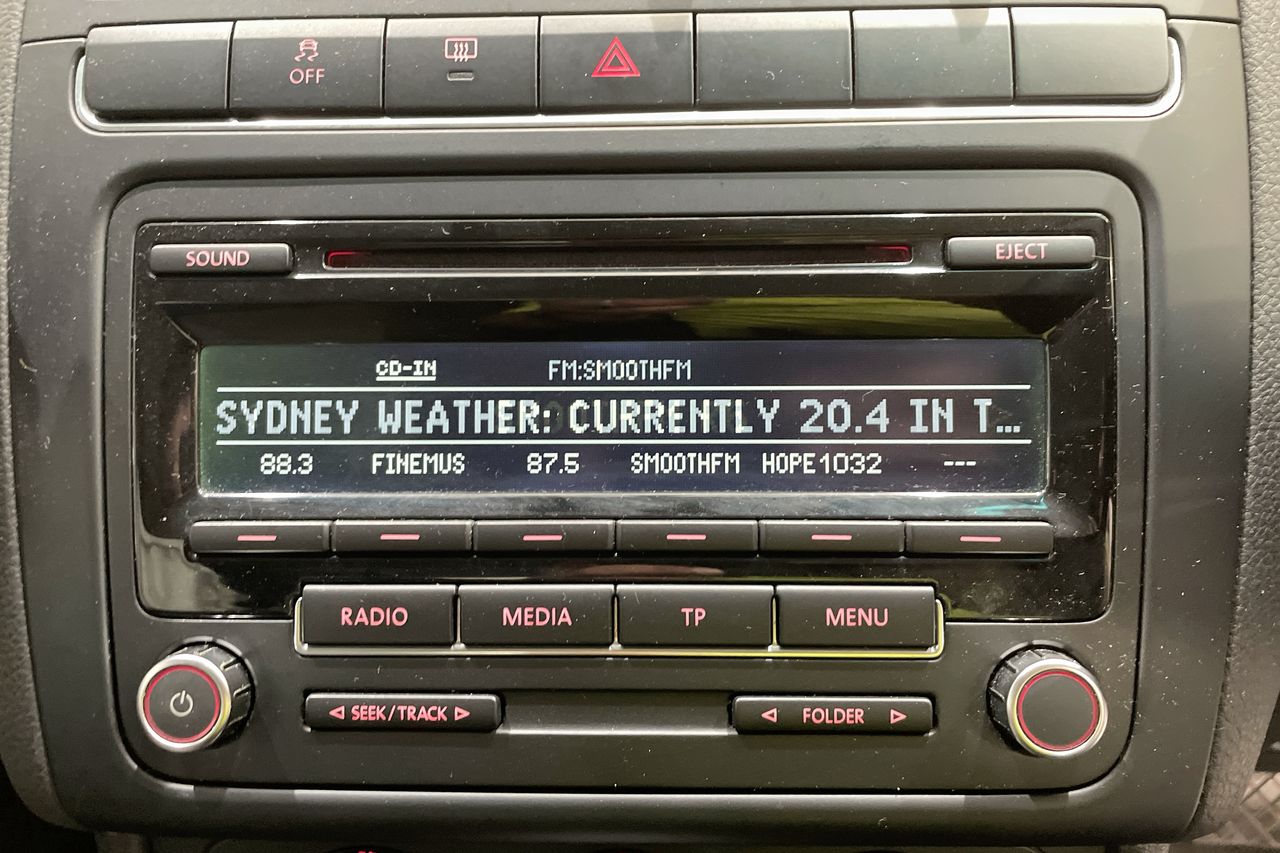 OFF
SOUND
EJECT
CD-IN FM:SMOOTHFM
SYDNEY WEATHER: CURRENTLY 20.4 IN T...
88.3 FINEMUS 87.5 SMOOTHFM HOPE1032 ---
RADIO MEDIA TP MENU
SEEK/TRACK FOLDER